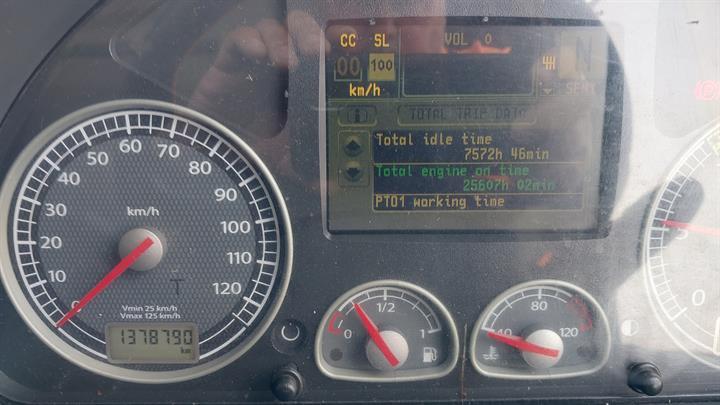 CC SL VOL 0
00 100 N
km/h SEMI
TOTAL TRIP DATA
Total idle time
7572h 46min
Total engine on time
25607h 02min
PTO1 working time
0 10 20 30 40 50 60 70 80 90 100 110 120
km/h
T
Vmin 25 km/h
Vmax 125 km/h
1378790
km
0 1/2 1
40 80 120
0